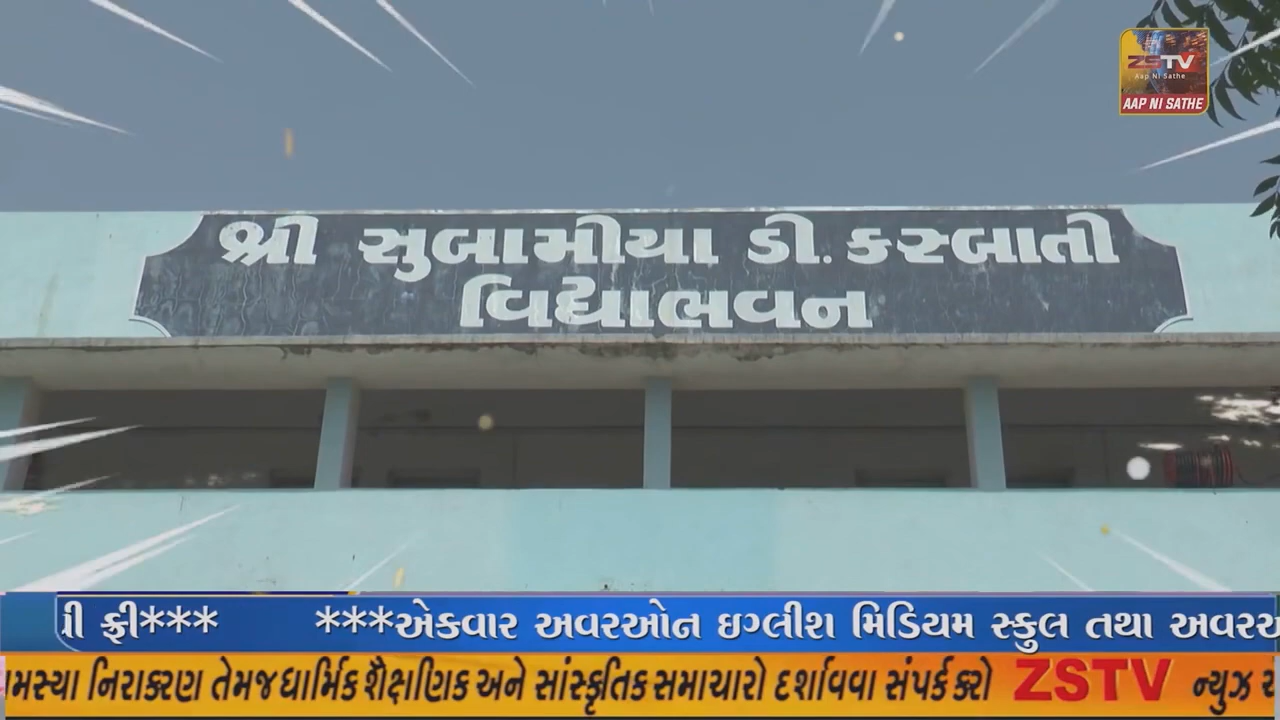 ZSTV
Aap Ni Sathe
AAP NI SATHE
શ્રી સુબામીયા ડી. કરબાતી
વિદ્યાભવન
ફ્રી*** ***એકવાર અવરઓન ઇગ્લીશ મિડિયમ સ્કુલ તથા
નિરાકરણ તેમજ ધાર્મિક શૈક્ષણિક અને સાંસ્કૃતિક સમાચારો દર્શાવવા સંપર્ક કરો ZSTV ન્યુઝ